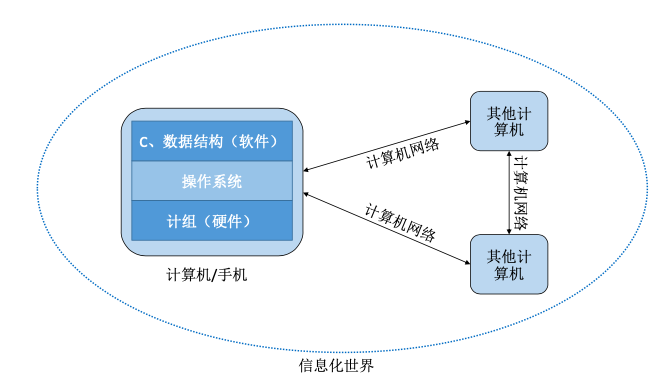 其他计
算机
C、数据结构（软件）
计算机网络
操作系统
计算机网络
计组（硬件）
计算机网络
其他计
算机
计算机/手机
信息化世界